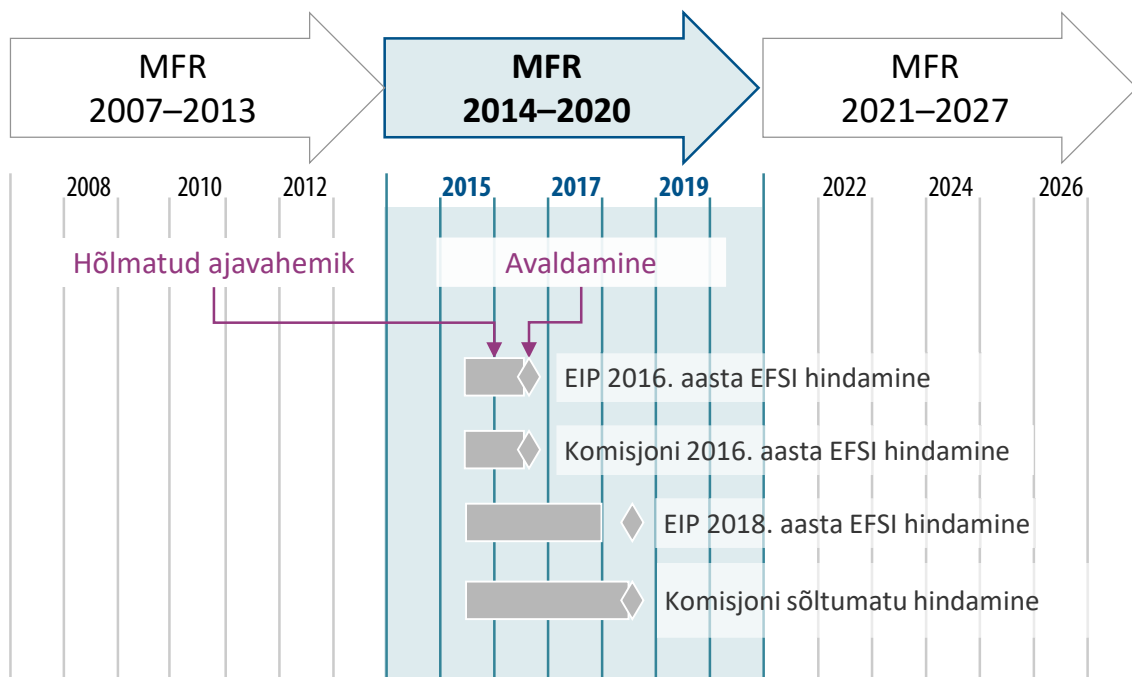 MFR
2007–2013
MFR
2014–2020
MFR
2021–2027
2008 2010 2012 2015 2017 2019 2022 2024 2026
Hõlmatud ajavahemik Avaldamine
EIP 2016. aasta EFSI hindamine
Komisjoni 2016. aasta EFSI hindamine
EIP 2018. aasta EFSI hindamine
Komisjoni sõltumatu hindamine